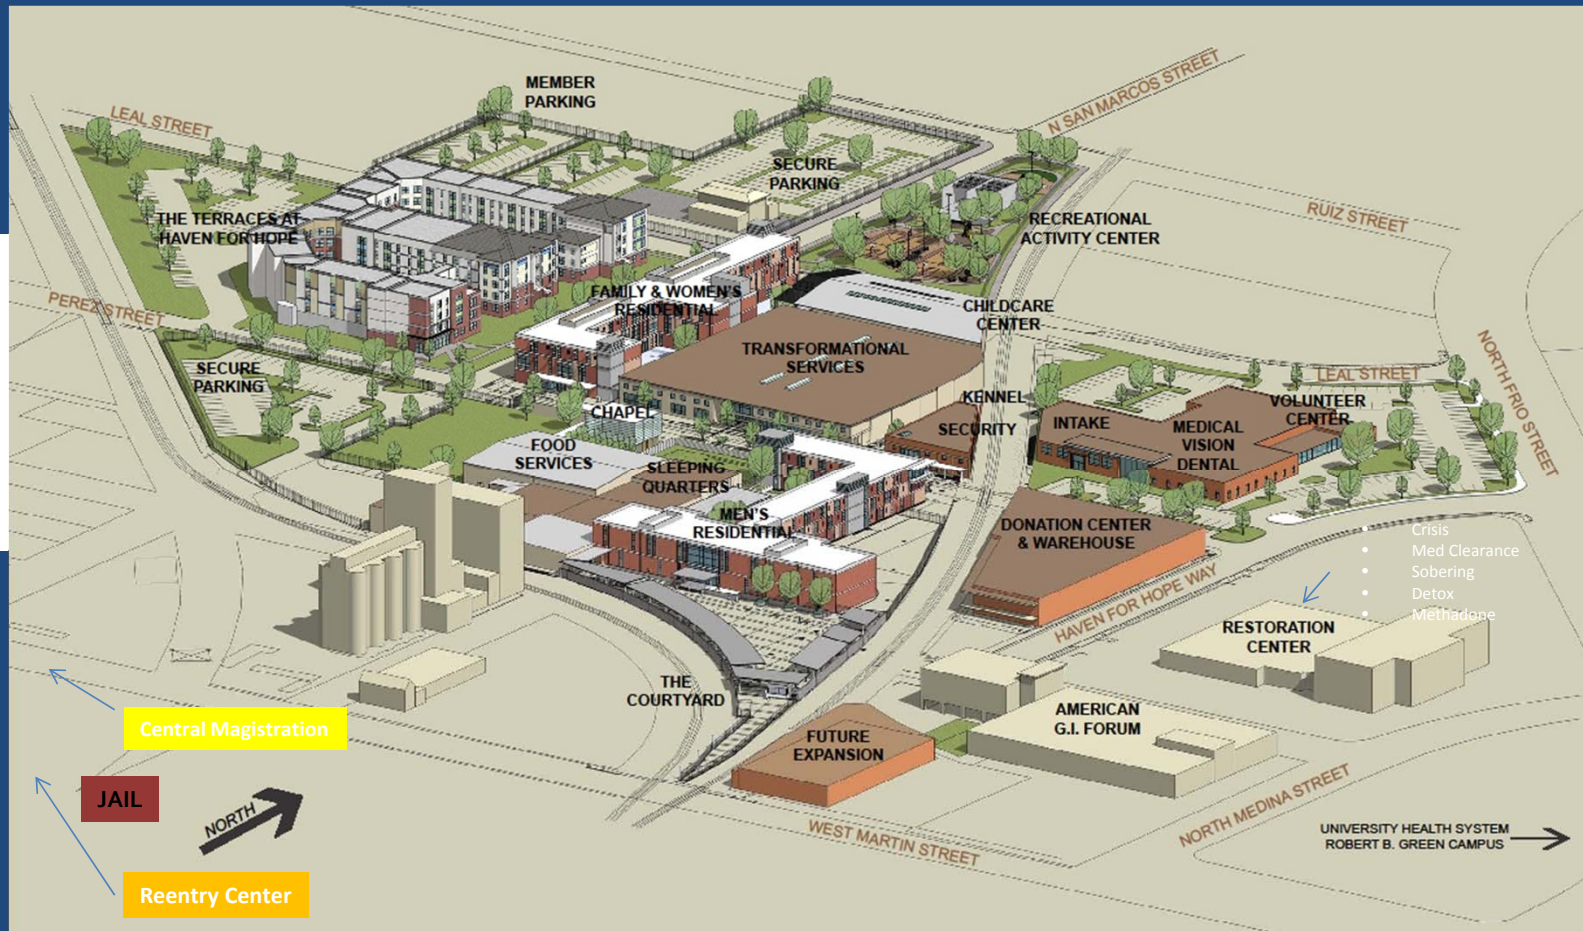 MEMBER
PARKING
N SAN MARCOS STREET
LEAL STREET
SECURE
PARKING
RUIZ STREET
THE TERRACES AT
HAVEN FOR HOPE
RECREATIONAL
ACTIVITY CENTER
FAMILY & WOMEN'S
RESIDENTIAL
PEREZ STREET
CHILDCARE
CENTER
TRANSFORMATIONAL
SERVICES
SECURE
PARKING
LEAL STREET
NORTH FRIO STREET
KENNEL
VOLUNTEER
CENTER
CHAPEL
SECURITY
INTAKE
MEDICAL
VISION
DENTAL
FOOD
SERVICES
SLEEPING
QUARTERS
MEN'S
RESIDENTIAL
DONATION CENTER
& WAREHOUSE
• Crisis
• Med Clearance
• Sobering
• Detox
• Methadone
HAVEN FOR HOPE WAY
RESTORATION
CENTER
THE
COURTYARD
AMERICAN
G.I. FORUM
Central Magistration
FUTURE
EXPANSION
JAIL
NORTH
WEST MARTIN STREET
NORTH MEDINA STREET
UNIVERSITY HEALTH SYSTEM
ROBERT B. GREEN CAMPUS
Reentry Center